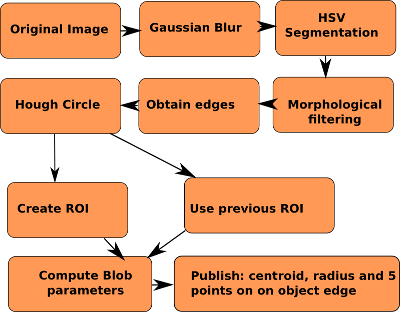 Original Image
Gaussian Blur
HSV
Segmentation
Hough Circle
Obtain edges
Morphological
filtering
Create ROI
Use previous ROI
Compute Blob
parameters
Publish: centroid, radius and 5
points on on object edge